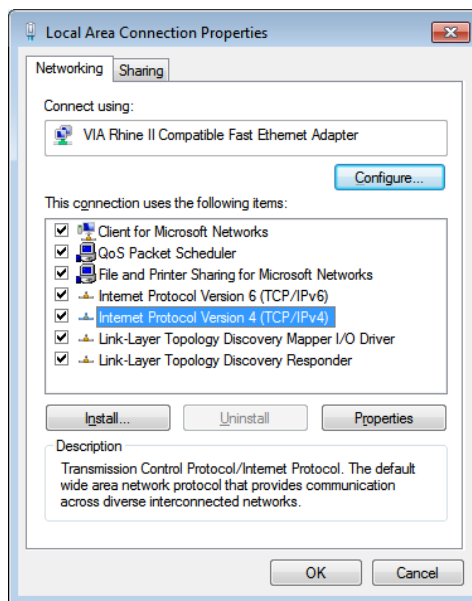 Local Area Connection Properties
Networking
Sharing
Connect using:
VIA Rhine II Compatible Fast Ethernet Adapter
Configure...
This connection uses the following items:
Client for Microsoft Networks
QoS Packet Scheduler
File and Printer Sharing for Microsoft Networks
Internet Protocol Version 6 (TCP/IPv6)
Internet Protocol Version 4 (TCP/IPv4)
Link-Layer Topology Discovery Mapper I/O Driver
Link-Layer Topology Discovery Responder
Install...
Uninstall
Properties
Description
Transmission Control Protocol/Internet Protocol. The default
wide area network protocol that provides communication
across diverse interconnected networks.
OK
Cancel